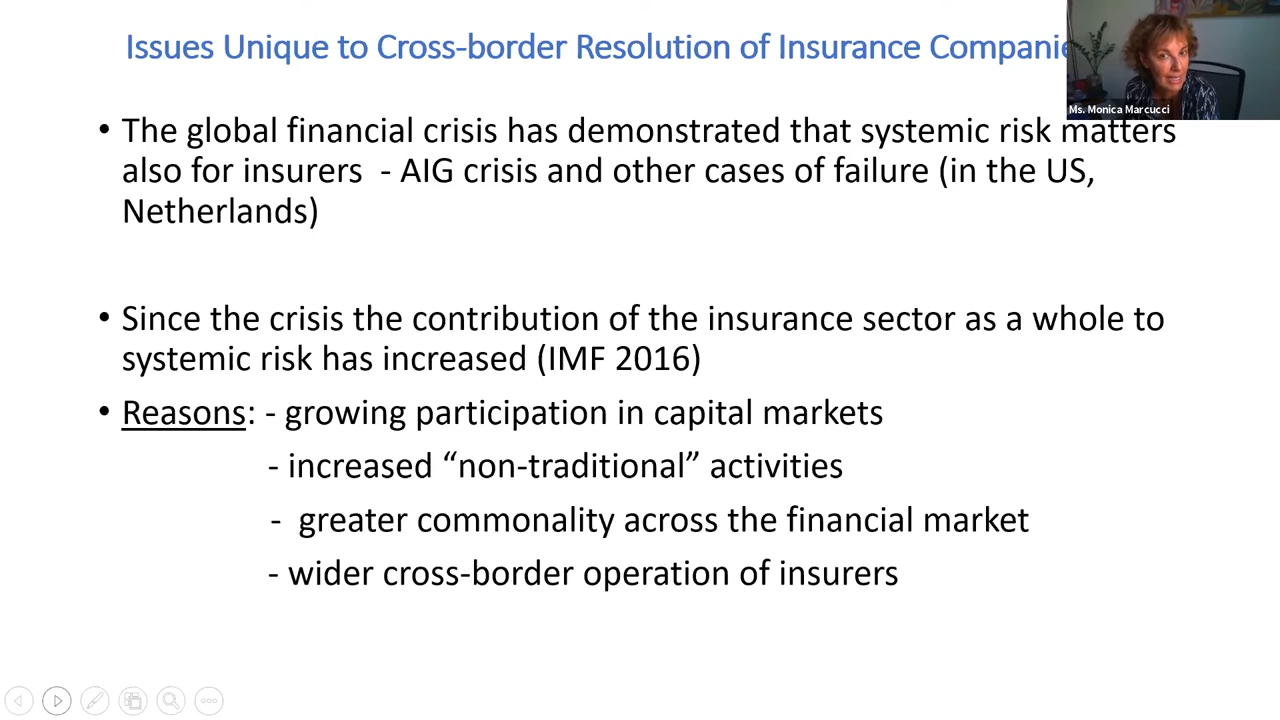 Issues Unique to Cross-border Resolution of Insurance Companie
Ms. Monica Marcucci
• The global financial crisis has demonstrated that systemic risk matters
also for insurers - AIG crisis and other cases of failure (in the US,
Netherlands)
• Since the crisis the contribution of the insurance sector as a whole to
systemic risk has increased (IMF 2016)
• Reasons: - growing participation in capital markets
- increased “non-traditional” activities
- greater commonality across the financial market
- wider cross-border operation of insurers